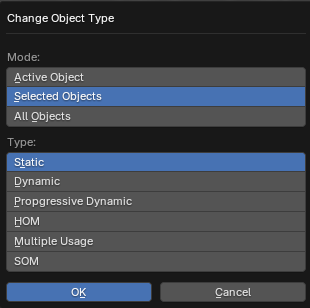 Change Object Type
Mode:
Active Object
Selected Objects
All Objects
Type:
Static
Dynamic
Propgressive Dynamic
HOM
Multiple Usage
SOM
OK
Cancel